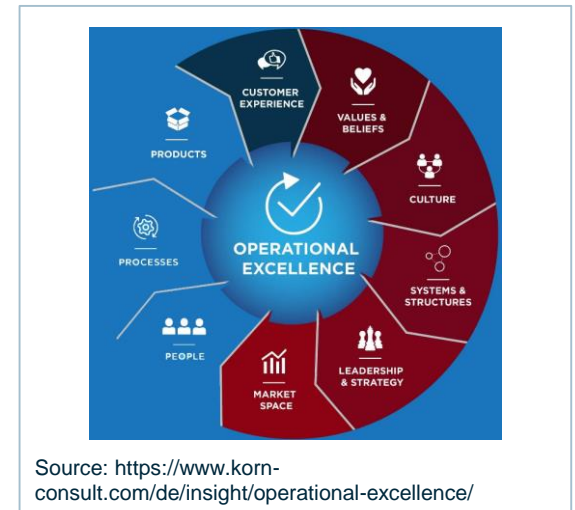 CUSTOMER
EXPERIENCE
VALUES &
BELIEFS
CULTURE
SYSTEMS &
STRUCTURES
LEADERSHIP
& STRATEGY
MARKET
SPACE
PEOPLE
PROCESSES
PRODUCTS
OPERATIONAL
EXCELLENCE
Source: https://www.korn-
consult.com/de/insight/operational-excellence/